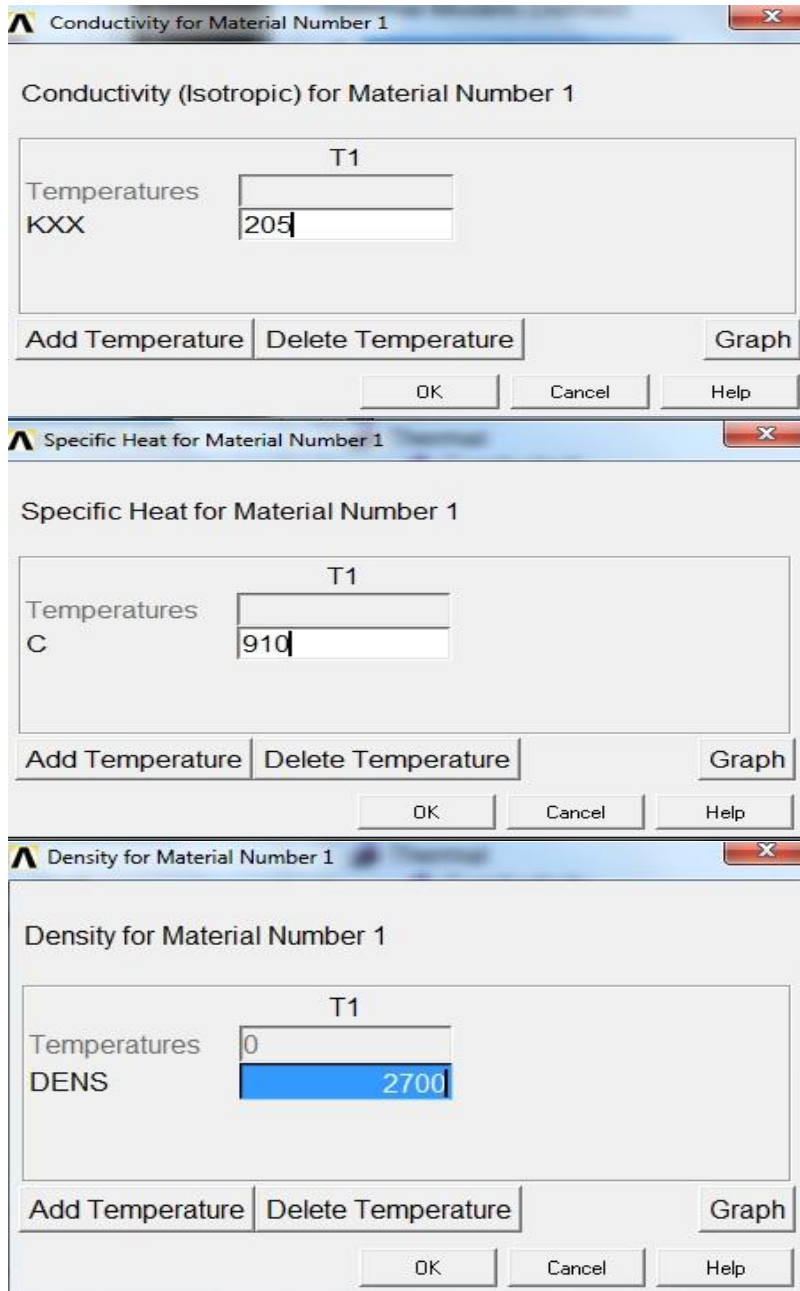 Conductivity for Material Number 1
Conductivity (Isotropic) for Material Number 1
T1
Temperatures
KXX 205
Add Temperature Delete Temperature Graph
OK Cancel Help
Specific Heat for Material Number 1
Specific Heat for Material Number 1
T1
Temperatures
C 910
Add Temperature Delete Temperature Graph
OK Cancel Help
Density for Material Number 1
Density for Material Number 1
T1
Temperatures 0
DENS 2700
Add Temperature Delete Temperature Graph
OK Cancel Help